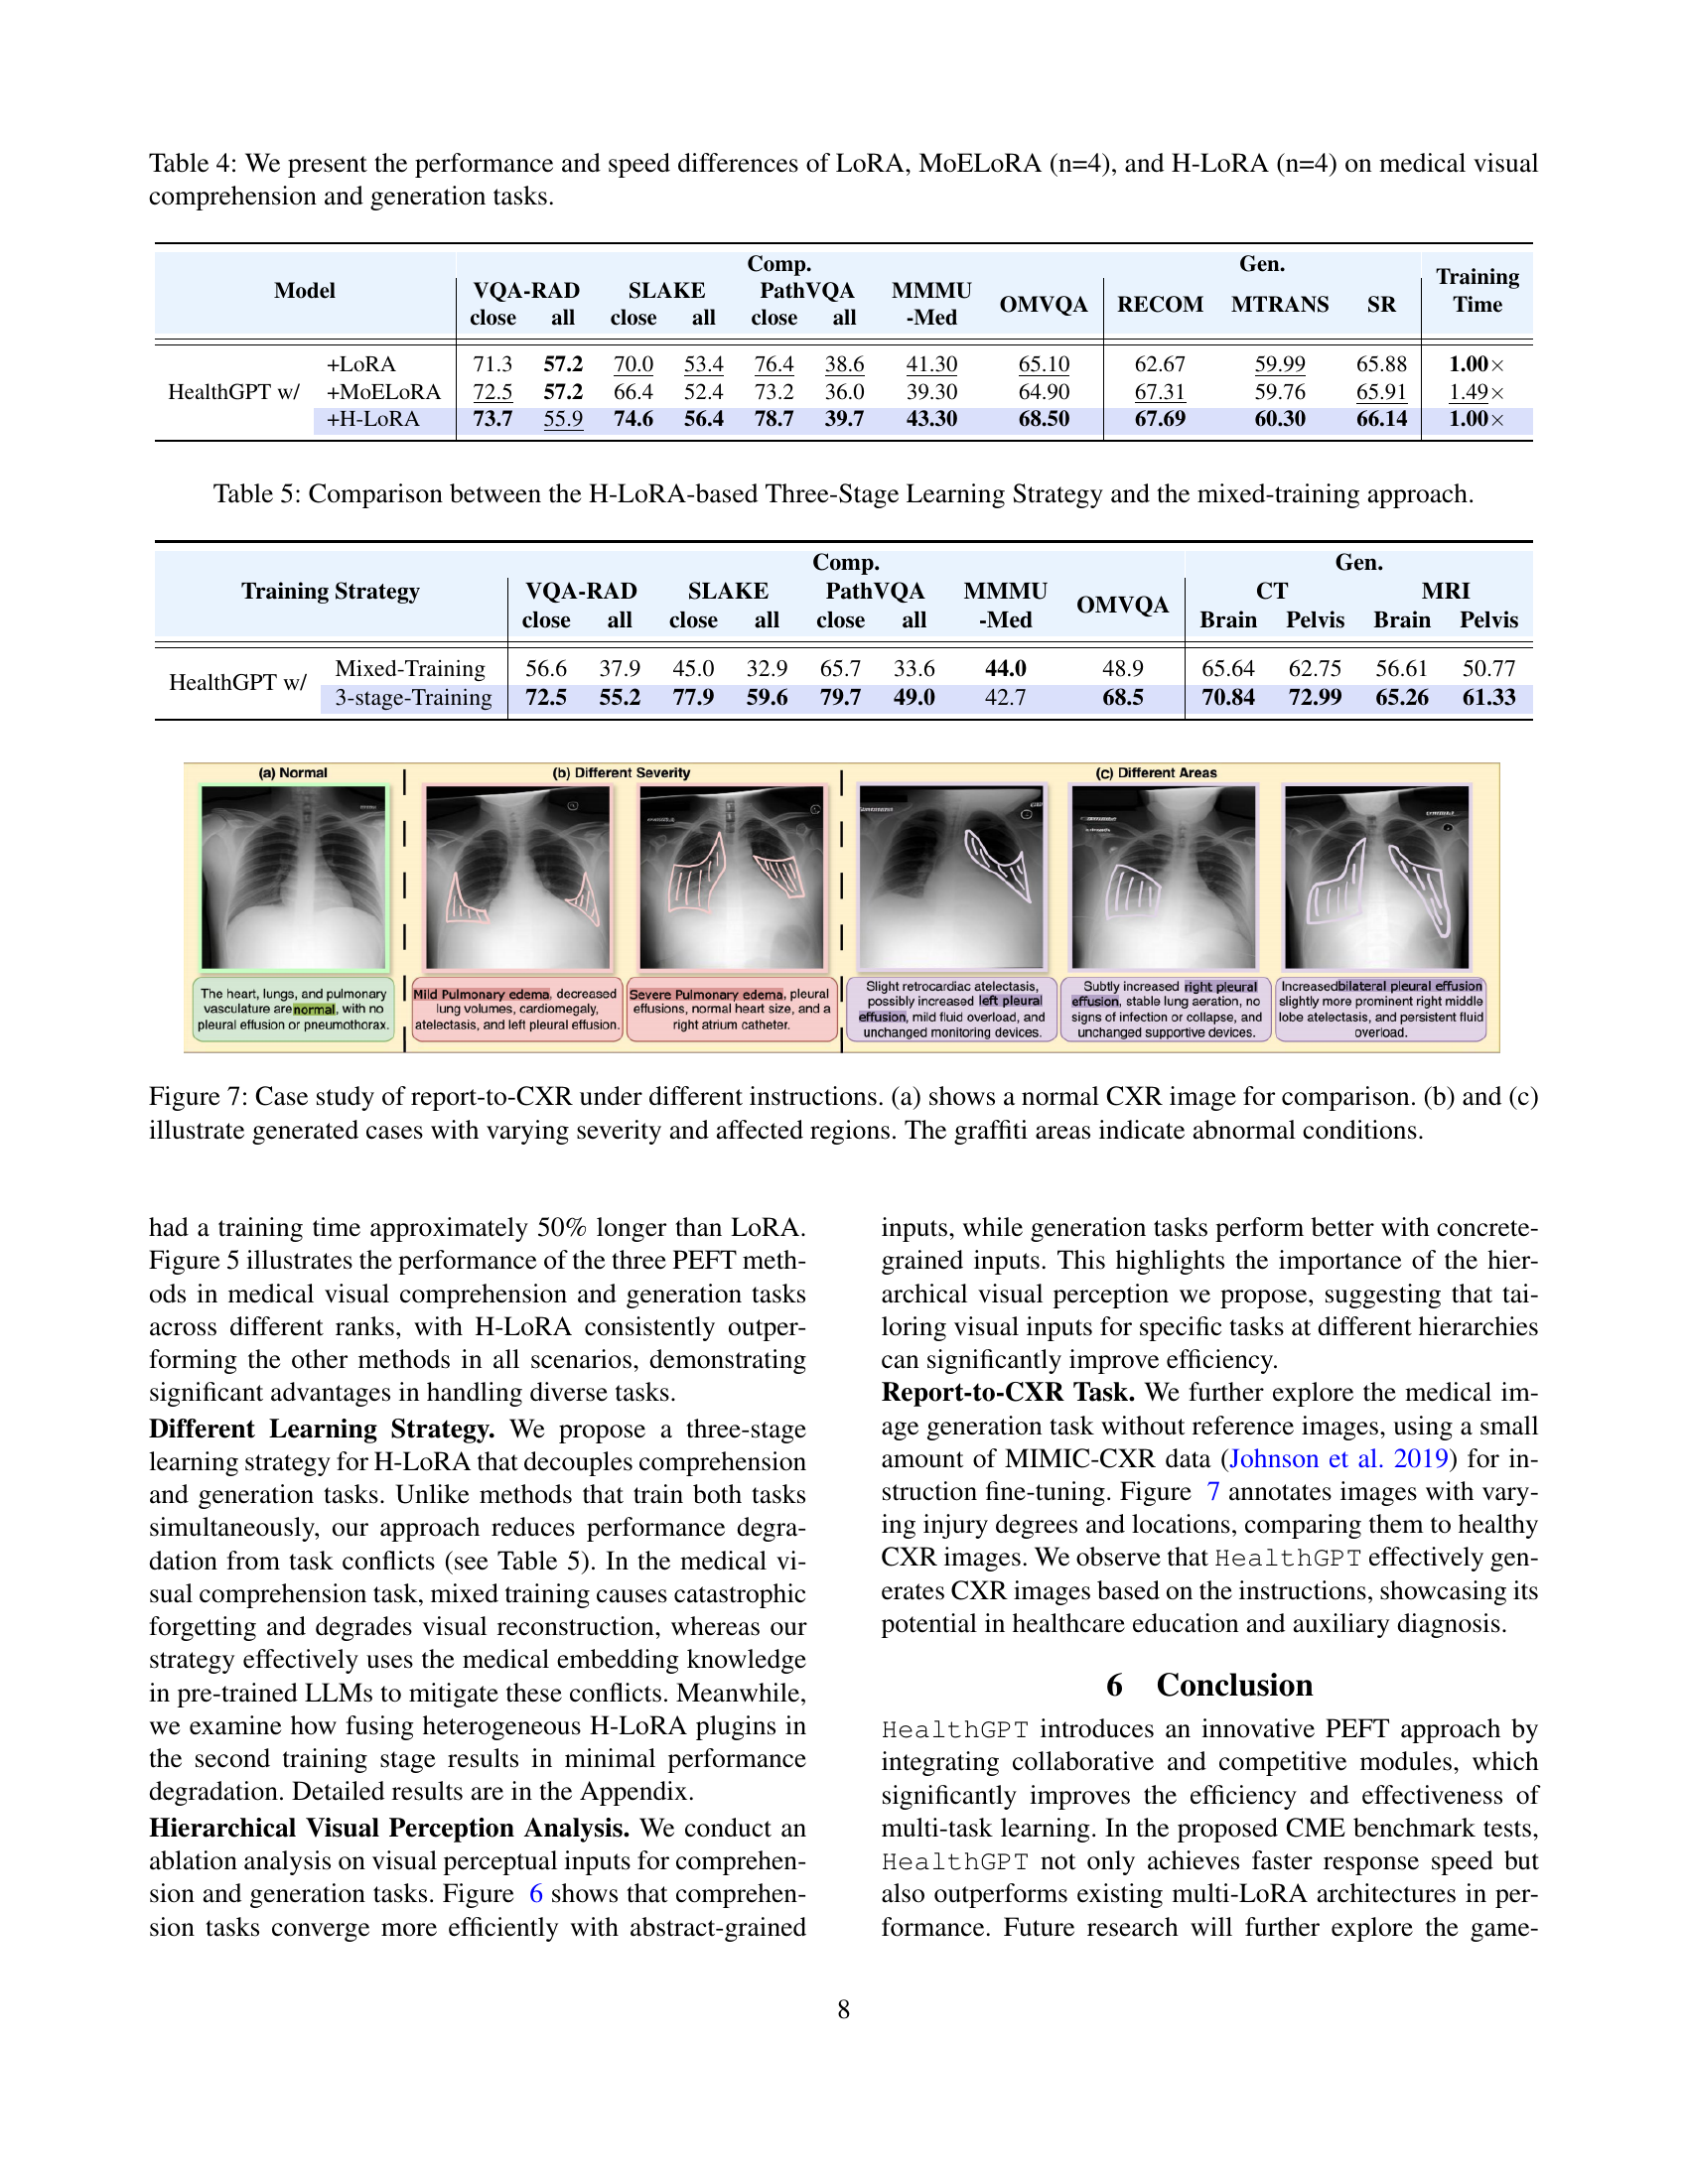 Table 4: We present the performance and speed differences of LoRA, MoELoRA (n=4), and H-LoRA (n=4) on medical visual
comprehension and generation tasks.
Model Comp. Gen. Training Time
VQA-RAD SLAKE PathVQA MMMU -Med OMVQA RECOM MTRANS SR
close all close all close all
HealthGPT w/
+LoRA 71.3 57.2 70.0 53.4 76.4 38.6 41.30 65.10 62.67 59.99 65.88 1.00×
+MoELoRA 72.5 57.2 66.4 52.4 73.2 36.0 39.30 64.90 67.31 59.76 65.91 1.49×
+H-LoRA 73.7 55.9 74.6 56.4 78.7 39.7 43.30 68.50 67.69 60.30 66.14 1.00×
Table 5: Comparison between the H-LoRA-based Three-Stage Learning Strategy and the mixed-training approach.
Training Strategy Comp. Gen.
VQA-RAD SLAKE PathVQA MMMU -Med OMVQA CT MRI
close all close all close all Brain Pelvis Brain Pelvis
HealthGPT w/
Mixed-Training 56.6 37.9 45.0 32.9 65.7 33.6 44.0 48.9 65.64 62.75 56.61 50.77
3-stage-Training 72.5 55.2 77.9 59.6 79.7 49.0 42.7 68.5 70.84 72.99 65.26 61.33
(a) Normal
(b) Different Severity
(c) Different Areas
The heart, lungs, and pulmonary
vasculature are normal, with no
pleural effusion or pneumothorax.
Mild Pulmonary edema, decreased
lung volumes, cardiomegaly,
atelectasis, and left pleural effusion.
Severe Pulmonary edema, pleural
effusions, normal heart size, and a
right atrium catheter.
Slight retrocardiac atelectasis,
possibly increased left pleural
effusion, mild fluid overload, and
unchanged monitoring devices.
Subtly increased right pleural
effusion, stable lung aeration, no
signs of infection or collapse, and
unchanged supportive devices.
Increased bilateral pleural effusion
slightly more prominent right middle
lobe atelectasis, and persistent fluid
overload.
Figure 7: Case study of report-to-CXR under different instructions. (a) shows a normal CXR image for comparison. (b) and (c)
illustrate generated cases with varying severity and affected regions. The graffiti areas indicate abnormal conditions.
had a training time approximately 50% longer than LoRA.
Figure 5 illustrates the performance of the three PEFT meth-
ods in medical visual comprehension and generation tasks
across different ranks, with H-LoRA consistently outper-
forming the other methods in all scenarios, demonstrating
significant advantages in handling diverse tasks.
Different Learning Strategy. We propose a three-stage
learning strategy for H-LoRA that decouples comprehension
and generation tasks. Unlike methods that train both tasks
simultaneously, our approach reduces performance degra-
dation from task conflicts (see Table 5). In the medical vi-
sual comprehension task, mixed training causes catastrophic
forgetting and degrades visual reconstruction, whereas our
strategy effectively uses the medical embedding knowledge
in pre-trained LLMs to mitigate these conflicts. Meanwhile,
we examine how fusing heterogeneous H-LoRA plugins in
the second training stage results in minimal performance
degradation. Detailed results are in the Appendix.
Hierarchical Visual Perception Analysis. We conduct an
ablation analysis on visual perceptual inputs for comprehen-
sion and generation tasks. Figure 6 shows that comprehen-
sion tasks converge more efficiently with abstract-grained
inputs, while generation tasks perform better with concrete-
grained inputs. This highlights the importance of the hier-
archical visual perception we propose, suggesting that tai-
loring visual inputs for specific tasks at different hierarchies
can significantly improve efficiency.
Report-to-CXR Task. We further explore the medical im-
age generation task without reference images, using a small
amount of MIMIC-CXR data (Johnson et al. 2019) for in-
struction fine-tuning. Figure 7 annotates images with vary-
ing injury degrees and locations, comparing them to healthy
CXR images. We observe that HealthGPT effectively gen-
erates CXR images based on the instructions, showcasing its
potential in healthcare education and auxiliary diagnosis.
6 Conclusion
HealthGPT introduces an innovative PEFT approach by
integrating collaborative and competitive modules, which
significantly improves the efficiency and effectiveness of
multi-task learning. In the proposed CME benchmark tests,
HealthGPT not only achieves faster response speed but
also outperforms existing multi-LoRA architectures in per-
formance. Future research will further explore the game-
8